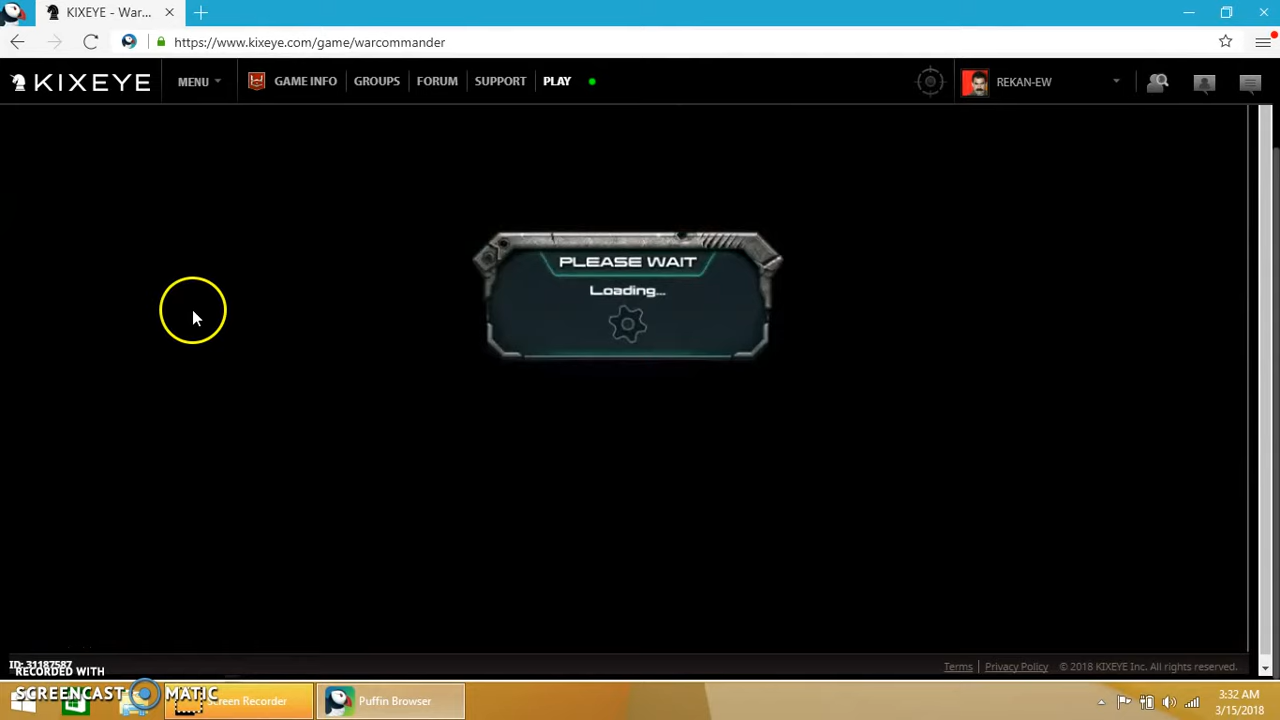 KIXEYE - War...
https://www.kixeye.com/game/warcommander
KIXEYE
MENU
GAME INFO
GROUPS
FORUM
SUPPORT
PLAY
REKAN-EW
PLEASE WAIT
Loading...
ID: 31187587
RECORDED WITH
SCREENCAST MATIC
Terms
Privacy Policy
© 2018 KIXEYE Inc. All rights reserved.
Screen Recorder
Puffin Browser
3:32 AM
3/15/2018